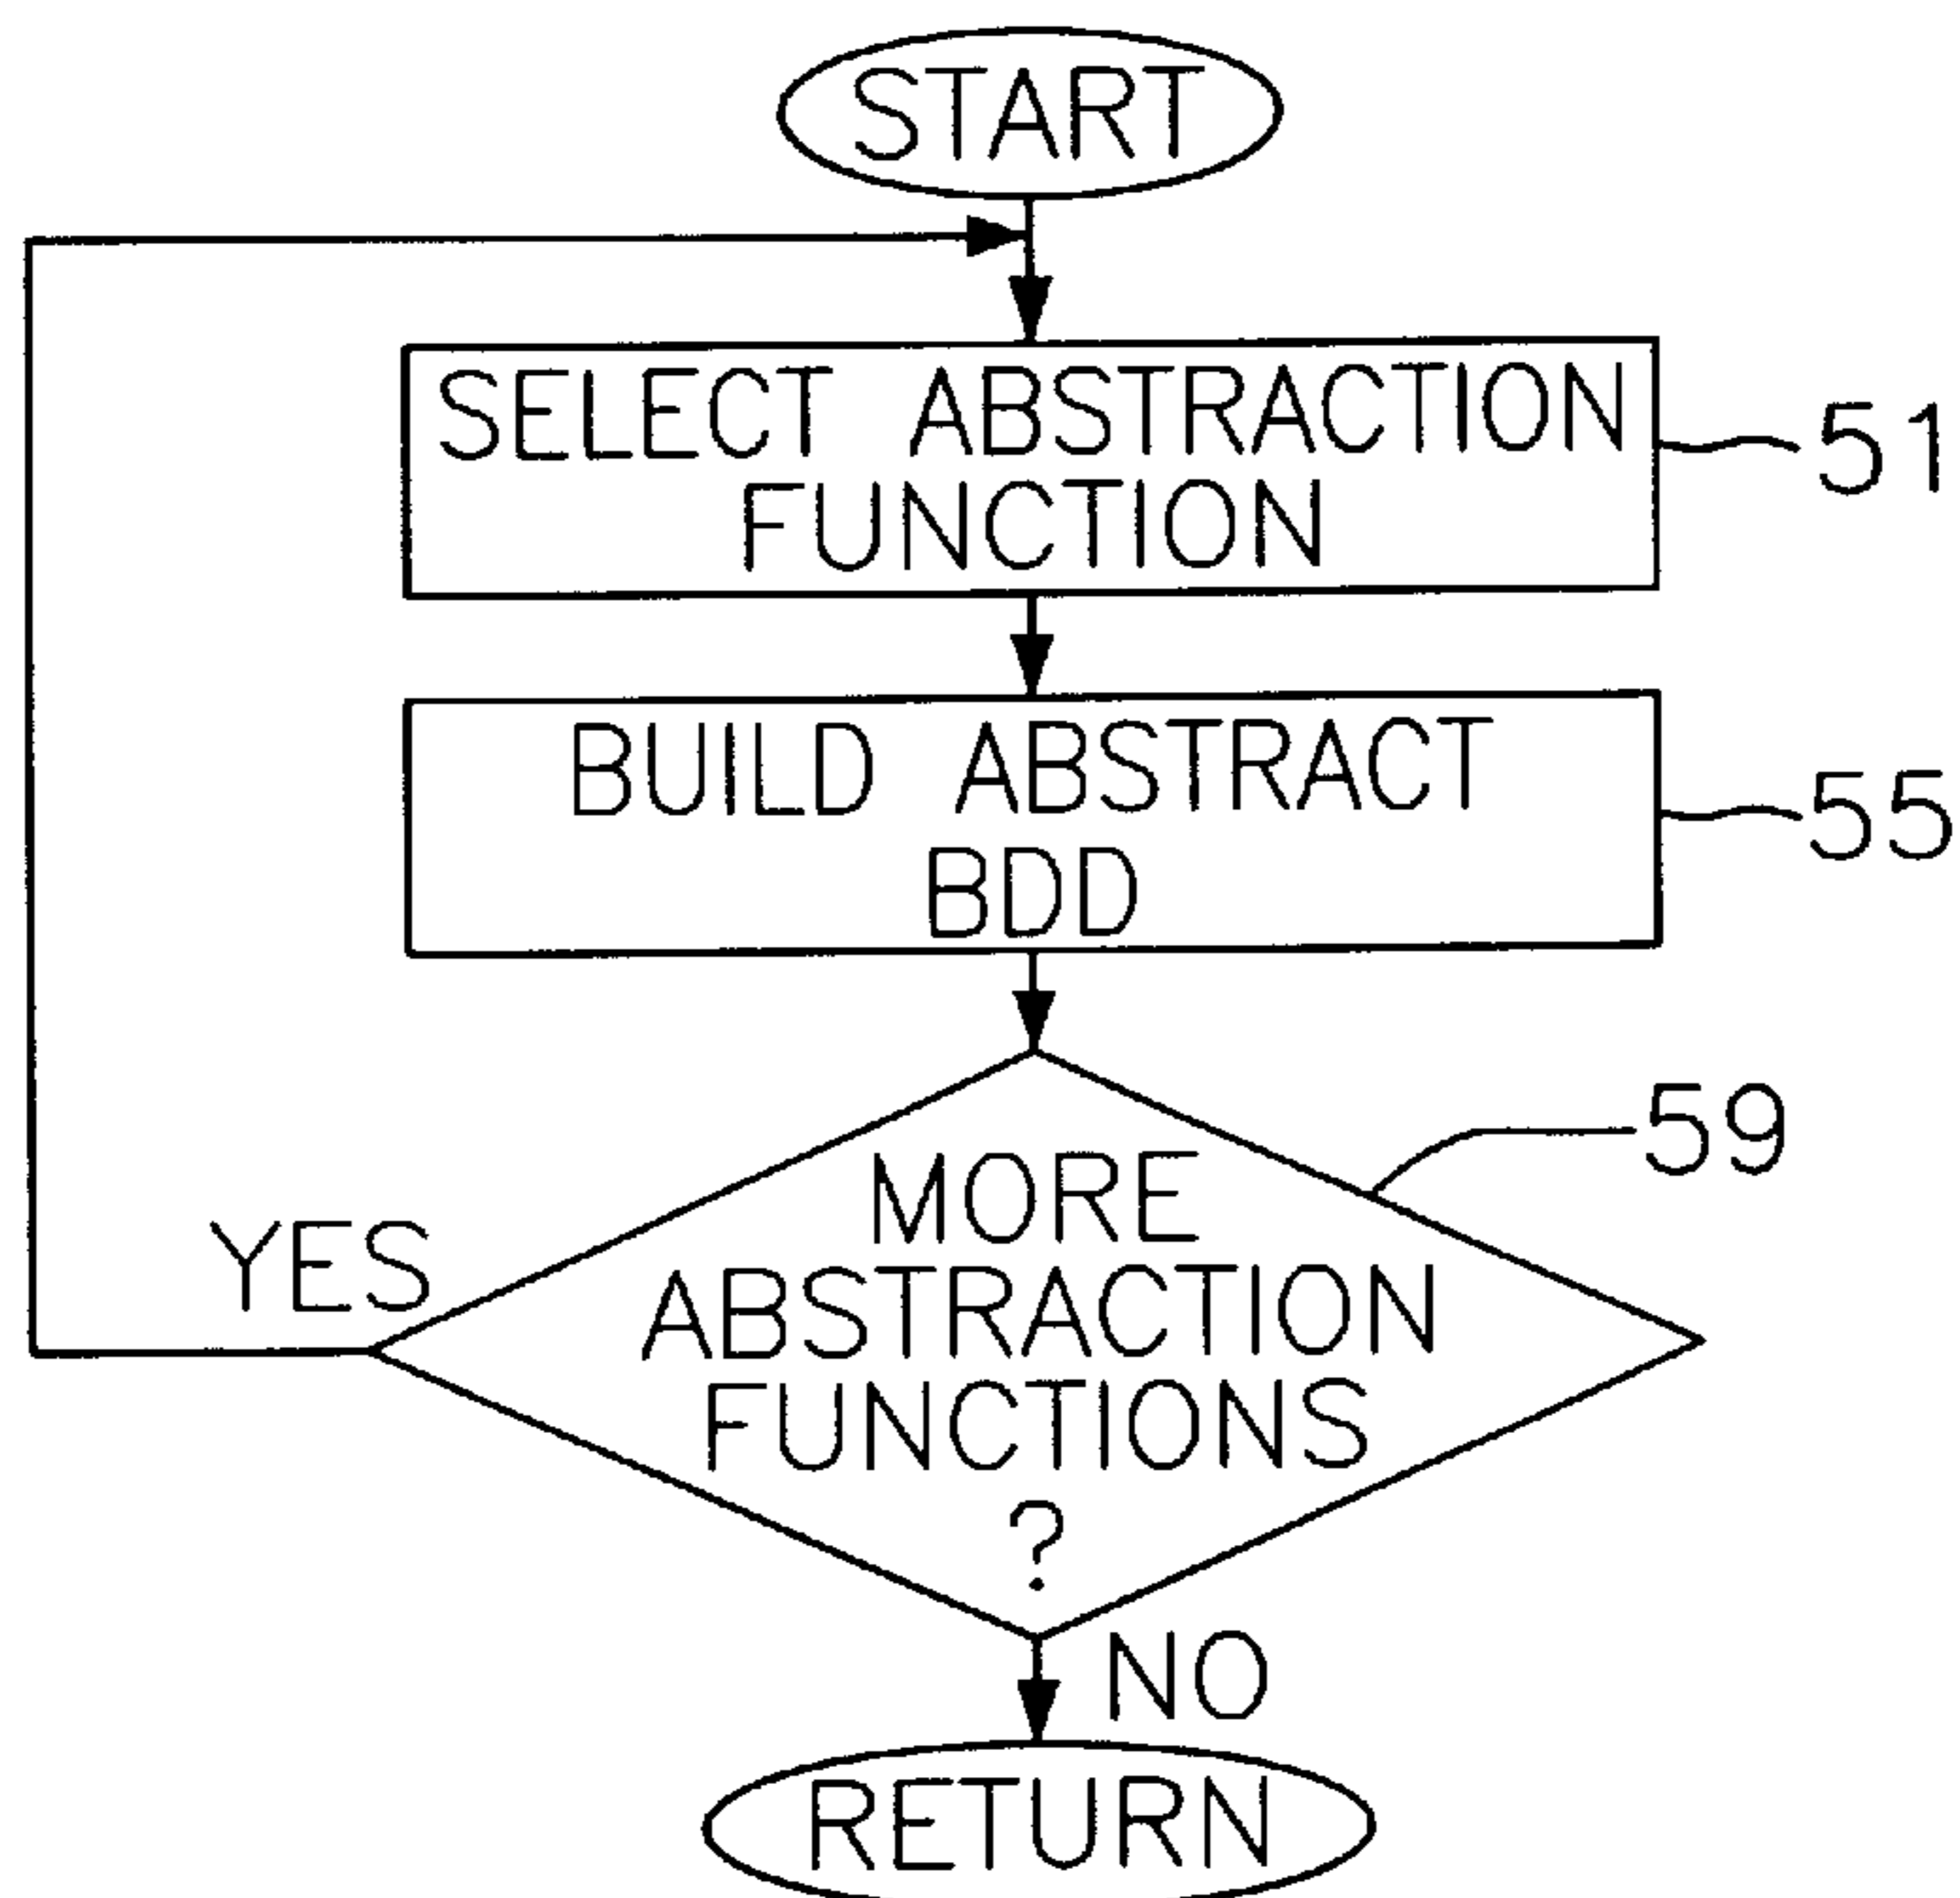 START
SELECT ABSTRACTION
FUNCTION
51
BUILD ABSTRACT
BDD
55
59
MORE
ABSTRACTION
FUNCTIONS
?
YES
NO
RETURN